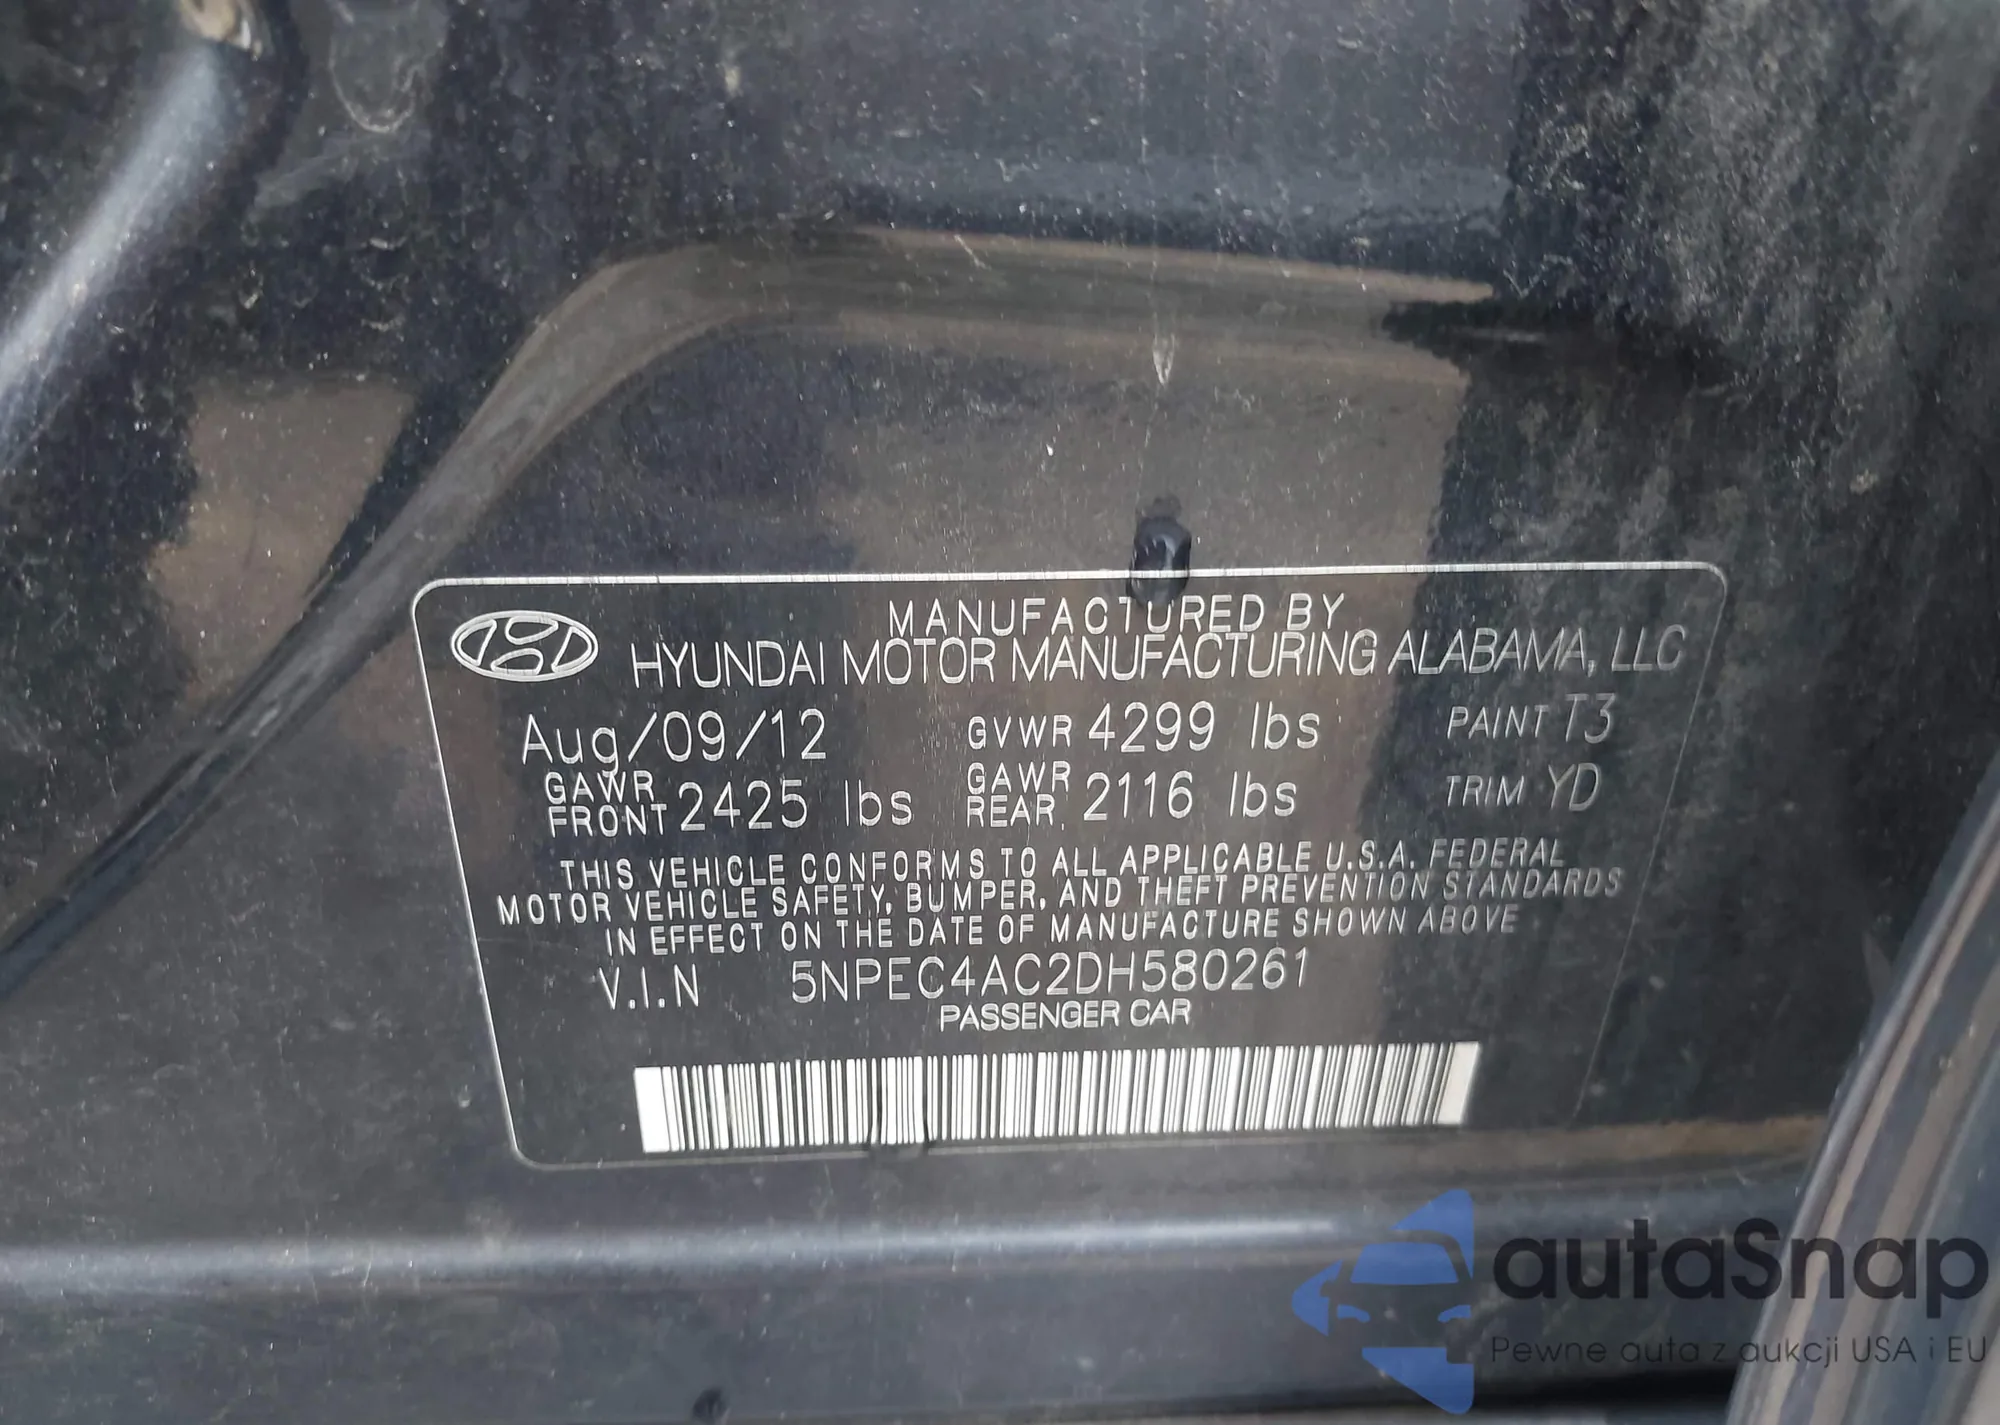 MANUFACTURED BY
HYUNDAI MOTOR MANUFACTURING ALABAMA, LLC
Aug/09/12 GVWR 4299 lbs PAINT T3
GAWR FRONT 2425 lbs GAWR REAR 2116 lbs TRIM YD
THIS VEHICLE CONFORMS TO ALL APPLICABLE U.S.A. FEDERAL
MOTOR VEHICLE SAFETY, BUMPER, AND THEFT PREVENTION STANDARDS
IN EFFECT ON THE DATE OF MANUFACTURE SHOWN ABOVE
V.I.N 5NPEC4AC2DH580261
PASSENGER CAR
autaSnap
Pewne auta z aukcji USA i EU